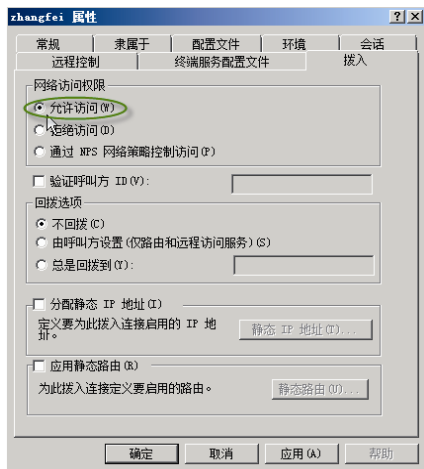 zhangfei 属性
常规 隶属于 配置文件 环境 会话
远程控制 终端服务配置文件 拨入
网络访问权限
允许访问(W)
拒绝访问(D)
通过 NPS 网络策略控制访问(P)
验证呼叫方 ID(V):
回拨选项
不回拨(C)
由呼叫方设置(仅路由和远程访问服务)(S)
总是回拨到(Y):
分配静态 IP 地址(I)
定义要为此拨入连接启用的 IP 地
址。
静态 IP 地址(T)...
应用静态路由(R)
为此拨入连接定义要启用的路由。
静态路由(U)...
确定 取消 应用(A) 帮助